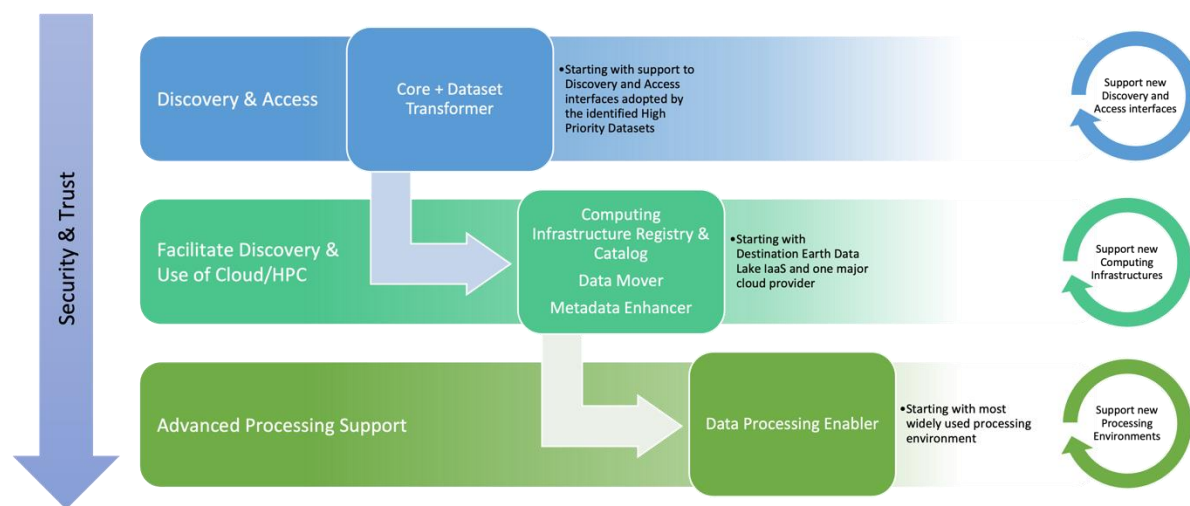 Security & Trust
Discovery & Access
Core + Dataset
Transformer
•Starting with support to
Discovery and Access
interfaces adopted by
the identified High
Priority Datasets
Support new
Discovery and
Access interfaces
Facilitate Discovery &
Use of Cloud/HPC
Computing
Infrastructure Registry &
Catalog
Data Mover
Metadata Enhancer
•Starting with
Destination Earth Data
Lake IaaS and one major
cloud provider
Support new
Computing
Infrastructures
Advanced Processing Support
Data Processing Enabler
•Starting with most
widely used processing
environment
Support new
Processing
Environments